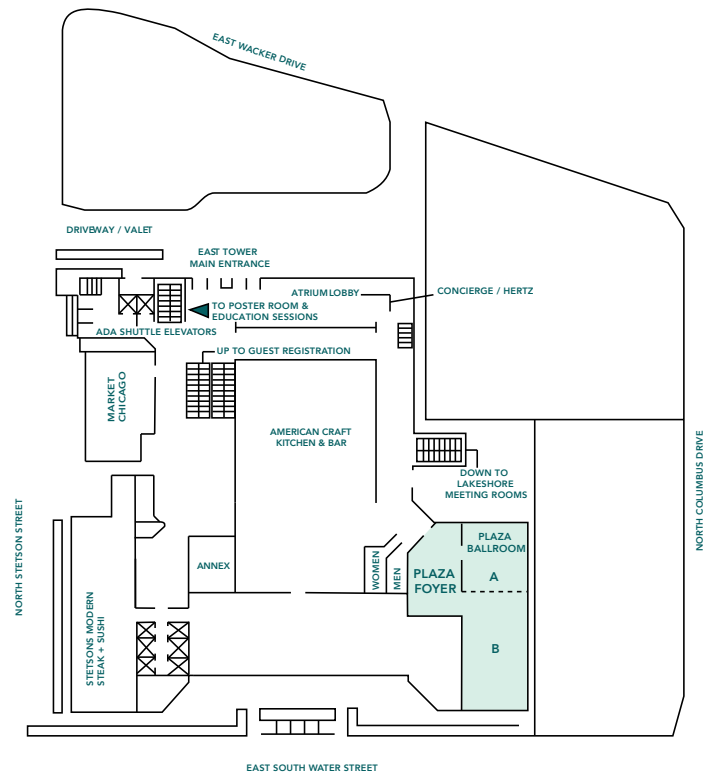 EAST WACKER DRIVE
DRIVEWAY / VALET
EAST TOWER
MAIN ENTRANCE
ATRIUM LOBBY
CONCIERGE / HERTZ
TO POSTER ROOM &
EDUCATION SESSIONS
ADA SHUTTLE ELEVATORS
UP TO GUEST REGISTRATION
MARKET
CHICAGO
AMERICAN CRAFT
KITCHEN & BAR
DOWN TO
LAKESHORE
MEETING ROOMS
NORTH COLUMBUS DRIVE
NORTH STETSON STREET
PLAZA
BALLROOM
ANNEX
WOMEN
MEN
PLAZA
FOYER
A
B
STETSONS MODERN
STEAK + SUSHI
EAST SOUTH WATER STREET